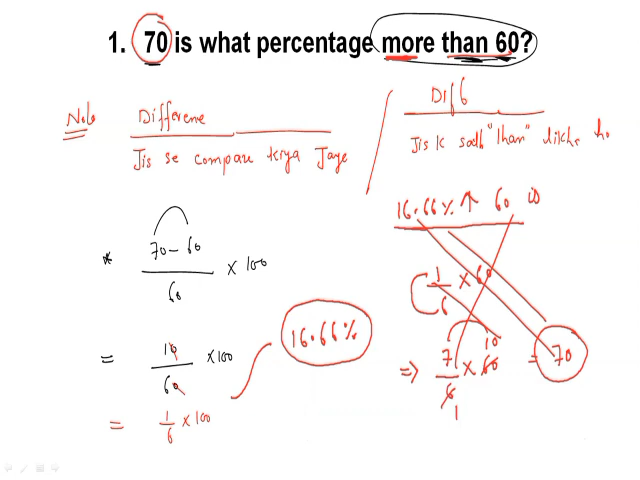 1. 70 is what percentage more than 60?
Note
Difference
Jis se compare kiya Jaye
Diff
Jis k sath "than" likha ho
70 - 60
60
× 100
= 10
60
× 100
= 1
6
× 100
16.66%
16.66% ↑ 60 is
1
6
× 60
⇒ 7
6
× 60
10
1
= 70